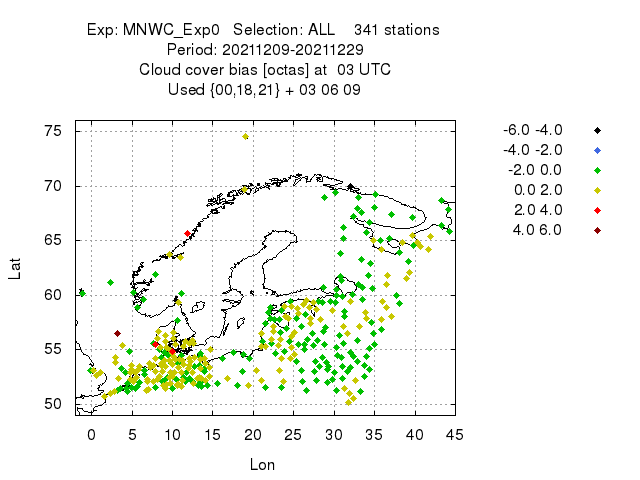 Exp: MNWC_Exp0 Selection: ALL 341 stations
Period: 20211209-20211229
Cloud cover bias [octas] at 03 UTC
Used {00,18,21} + 03 06 09
75
70
65
60
55
50
Lat
0 5 10 15 20 25 30 35 40 45
Lon
-6.0 -4.0
-4.0 -2.0
-2.0 0.0
0.0 2.0
2.0 4.0
4.0 6.0